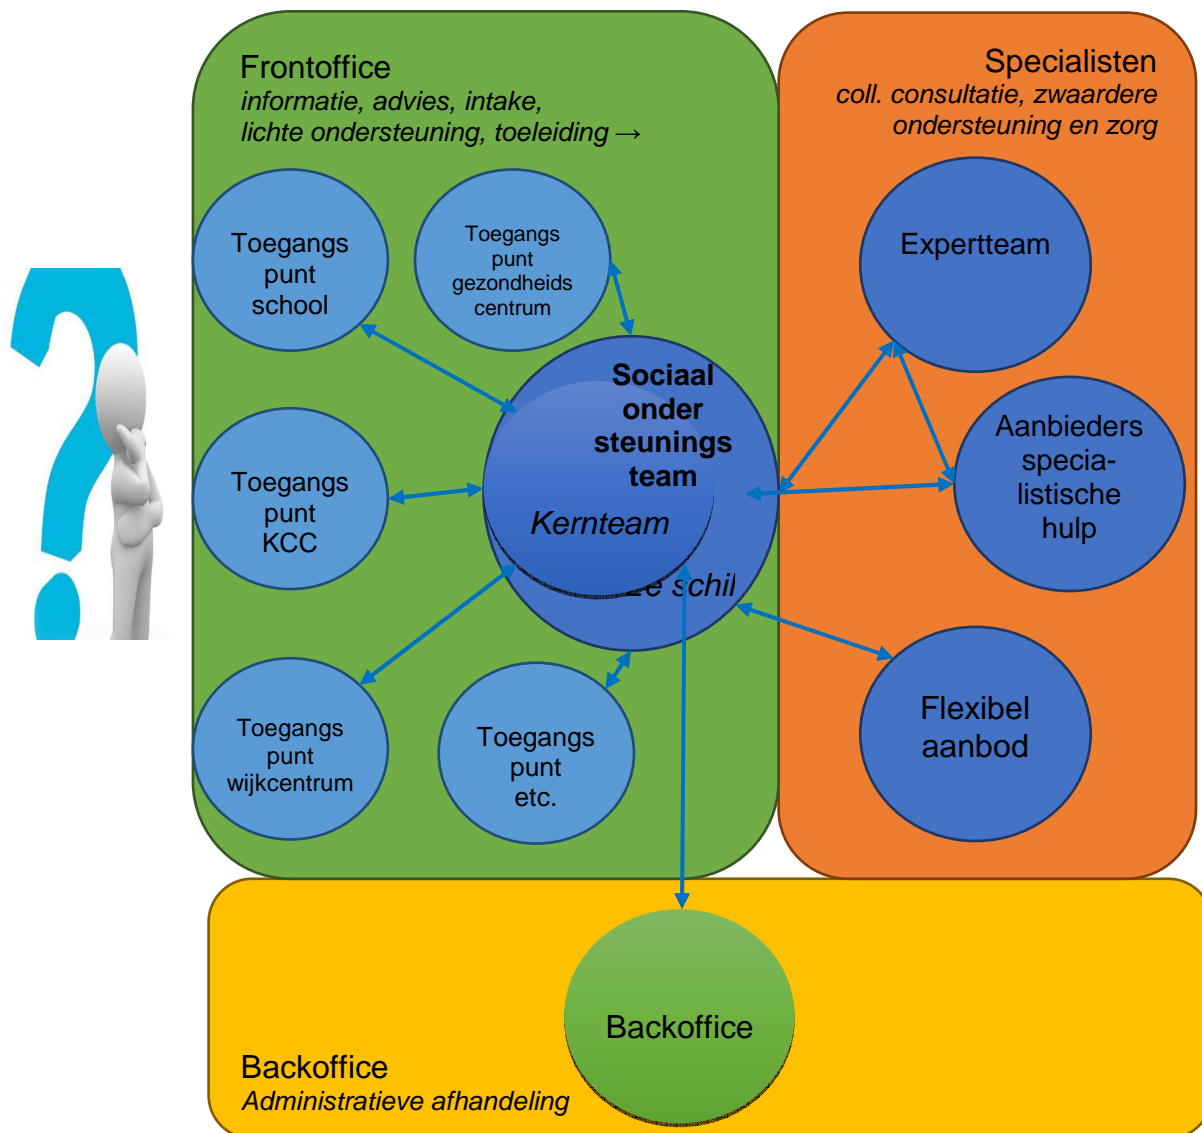 Frontoffice
informatie, advies, intake,
lichte ondersteuning, toeleiding →
Specialisten
coll. consultatie, zwaardere
ondersteuning en zorg
Toegangs
punt
school
Toegangs
punt
gezondheids
centrum
Expertteam
Sociaal
onder
steunings
team
Kernteam
2e schil
Aanbieders
specia-
listische
hulp
Toegangs
punt
KCC
Toegangs
punt
wijkcentrum
Toegangs
punt
etc.
Flexibel
aanbod
Backoffice
Backoffice
Administratieve afhandeling
?